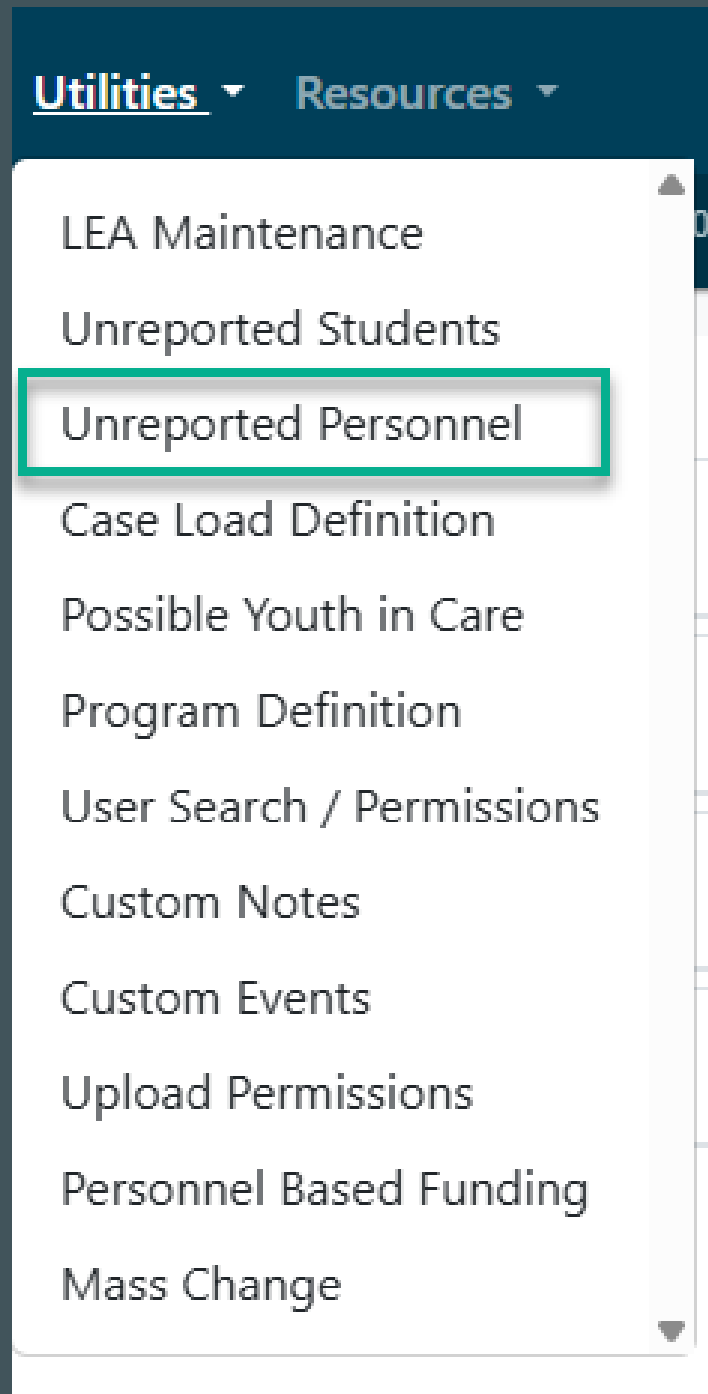 Utilities Resources
LEA Maintenance
Unreported Students
Unreported Personnel
Case Load Definition
Possible Youth in Care
Program Definition
User Search / Permissions
Custom Notes
Custom Events
Upload Permissions
Personnel Based Funding
Mass Change